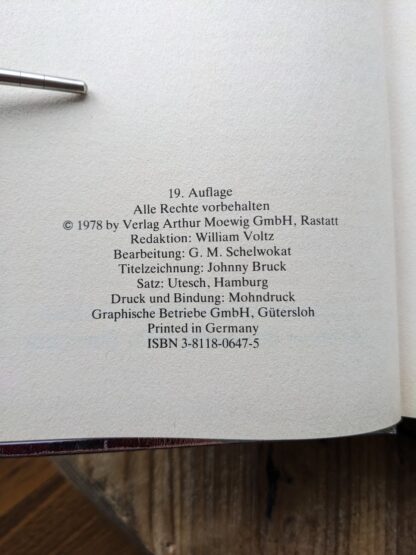 19. Auflage
Alle Rechte vorbehalten
© 1978 by Verlag Arthur Moewig GmbH, Rastatt
Redaktion: William Voltz
Bearbeitung: G. M. Schelwokat
Titelzeichnung: Johnny Bruck
Satz: Utesch, Hamburg
Druck und Bindung: Mohndruck
Graphische Betriebe GmbH, Gütersloh
Printed in Germany
ISBN 3-8118-0647-5